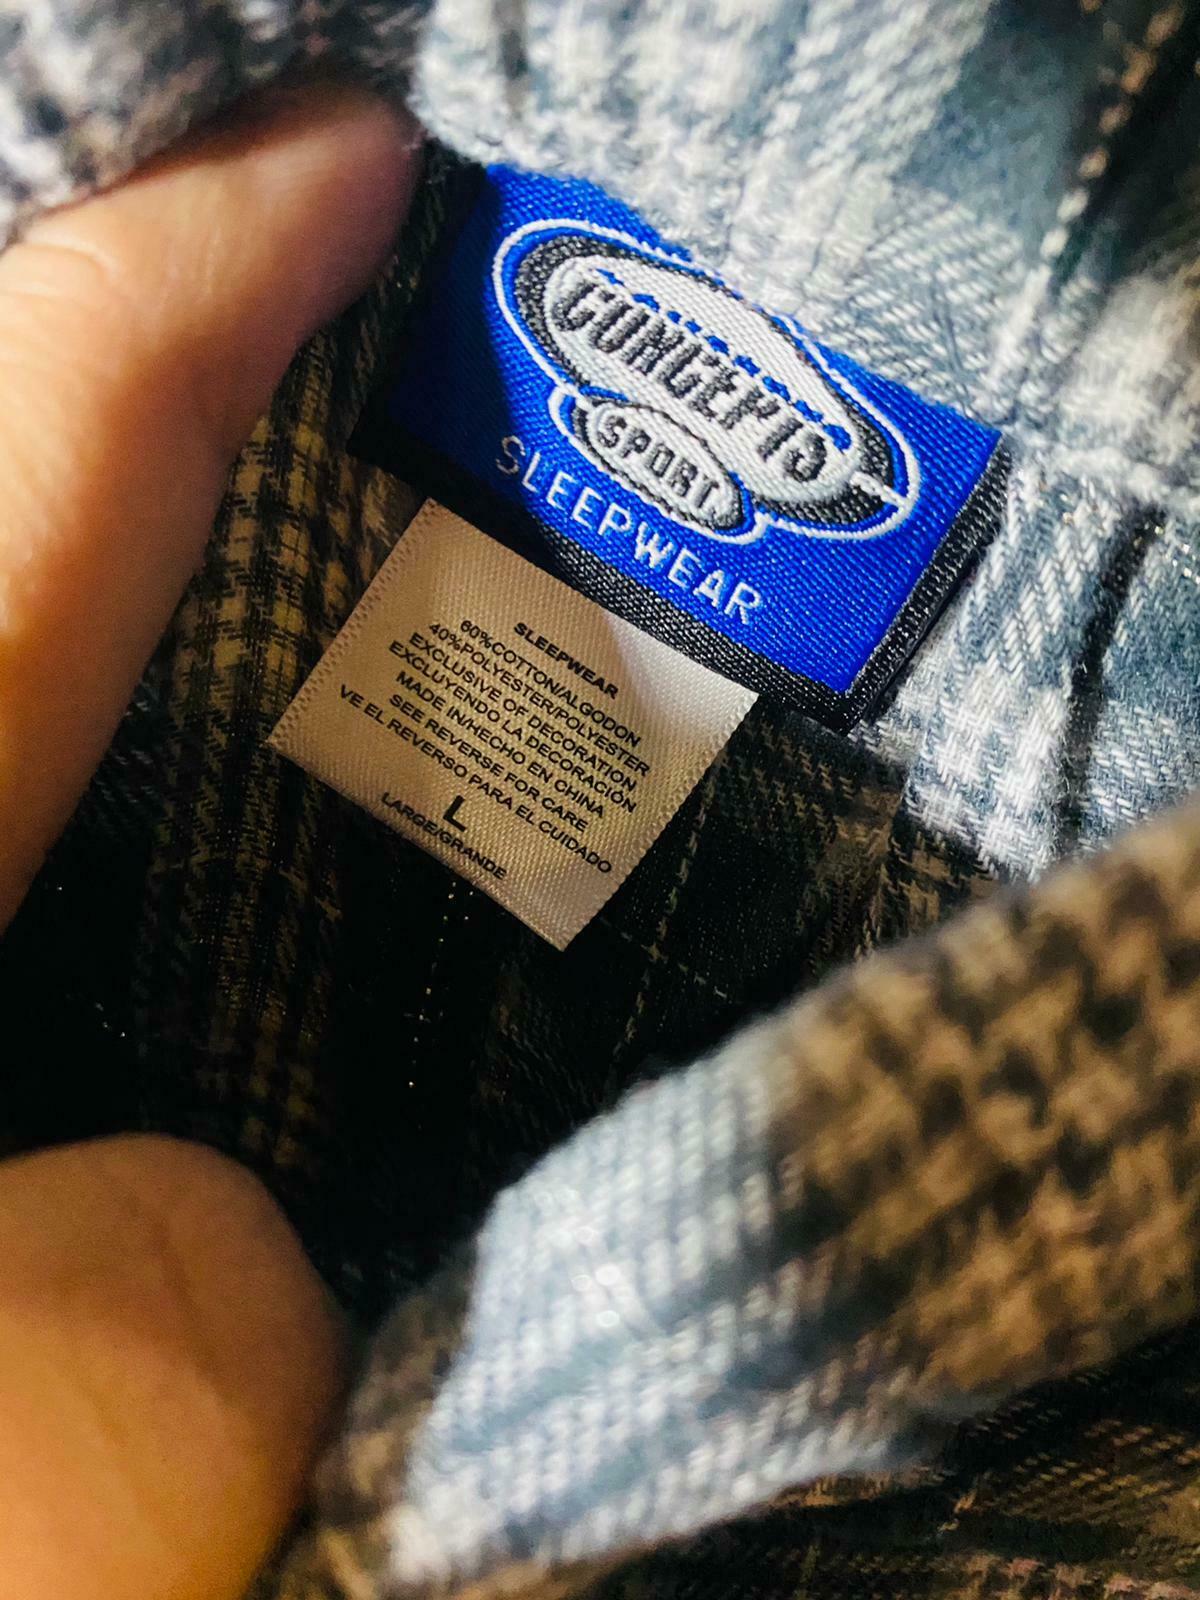 CONCEPTS
SPORT
SLEEPWEAR
SLEEPWEAR
60%COTTON/ALGODON
40%POLYESTER/POLYESTER
EXCLUSIVE OF DECORATION
EXCLUYENDO LA DECORACIÓN
MADE IN/HECHO EN CHINA
SEE REVERSE FOR CARE
VE EL REVERSO PARA EL CUIDADO
L
LARGE/GRANDE